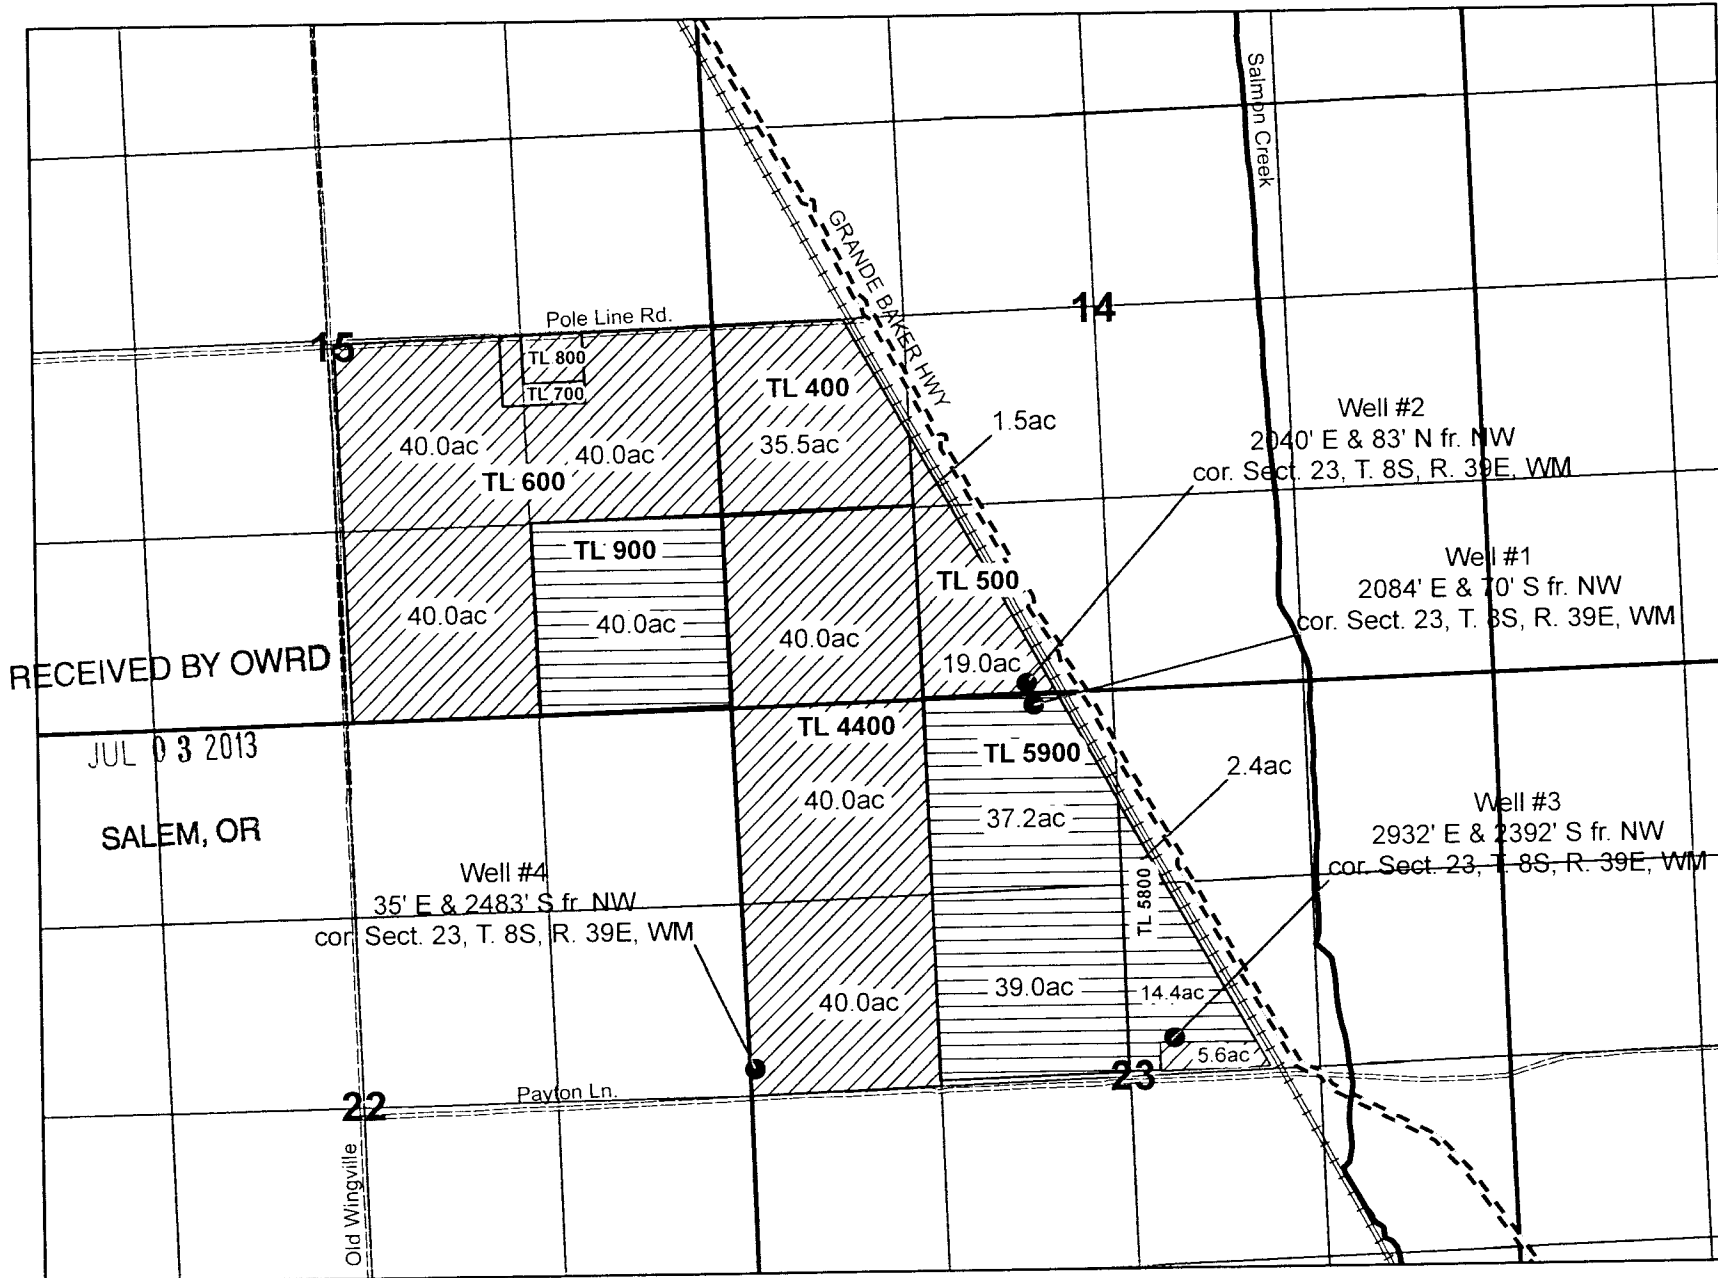 Salmon Creek
GRANDE BAKER HWY
14
Pole Line Rd.
15
TL 800
TL 700
TL 400
1.5ac
Well #2
2040' E & 83' N fr. NW
cor. Sect. 23, T. 8S, R. 39E, WM
40.0ac
40.0ac
35.5ac
TL 600
TL 900
TL 500
Well #1
2084' E & 70' S fr. NW
cor. Sect. 23, T. 8S, R. 39E, WM
40.0ac
40.0ac
40.0ac
19.0ac
RECEIVED BY OWRD
JUL 03 2013
SALEM, OR
TL 4400
TL 5900
2.4ac
40.0ac
37.2ac
Well #3
2932' E & 2392' S fr. NW
cor. Sect. 23, T. 8S, R. 39E, WM
Well #4
35' E & 2483' S fr. NW
cor. Sect. 23, T. 8S, R. 39E, WM
TL 5800
40.0ac
39.0ac
14.4ac
5.6ac
23
22
Payton Ln.
Old Wingville